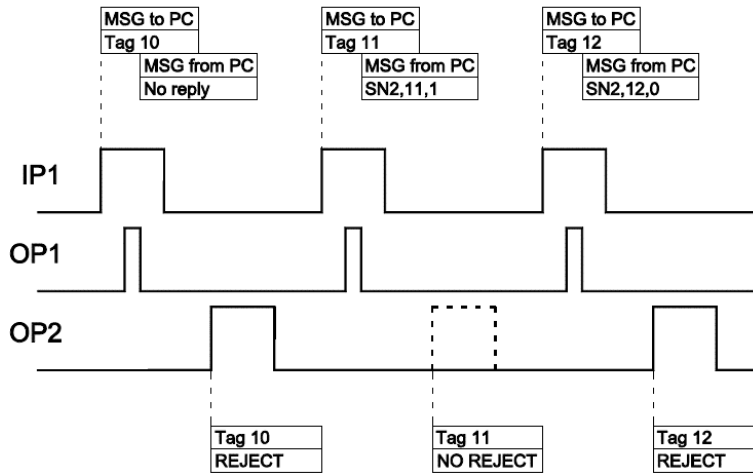 MSG to PC
Tag 10
MSG from PC
No reply
MSG to PC
Tag 11
MSG from PC
SN2,11,1
MSG to PC
Tag 12
MSG from PC
SN2,12,0
IP1
OP1
OP2
Tag 10
REJECT
Tag 11
NO REJECT
Tag 12
REJECT